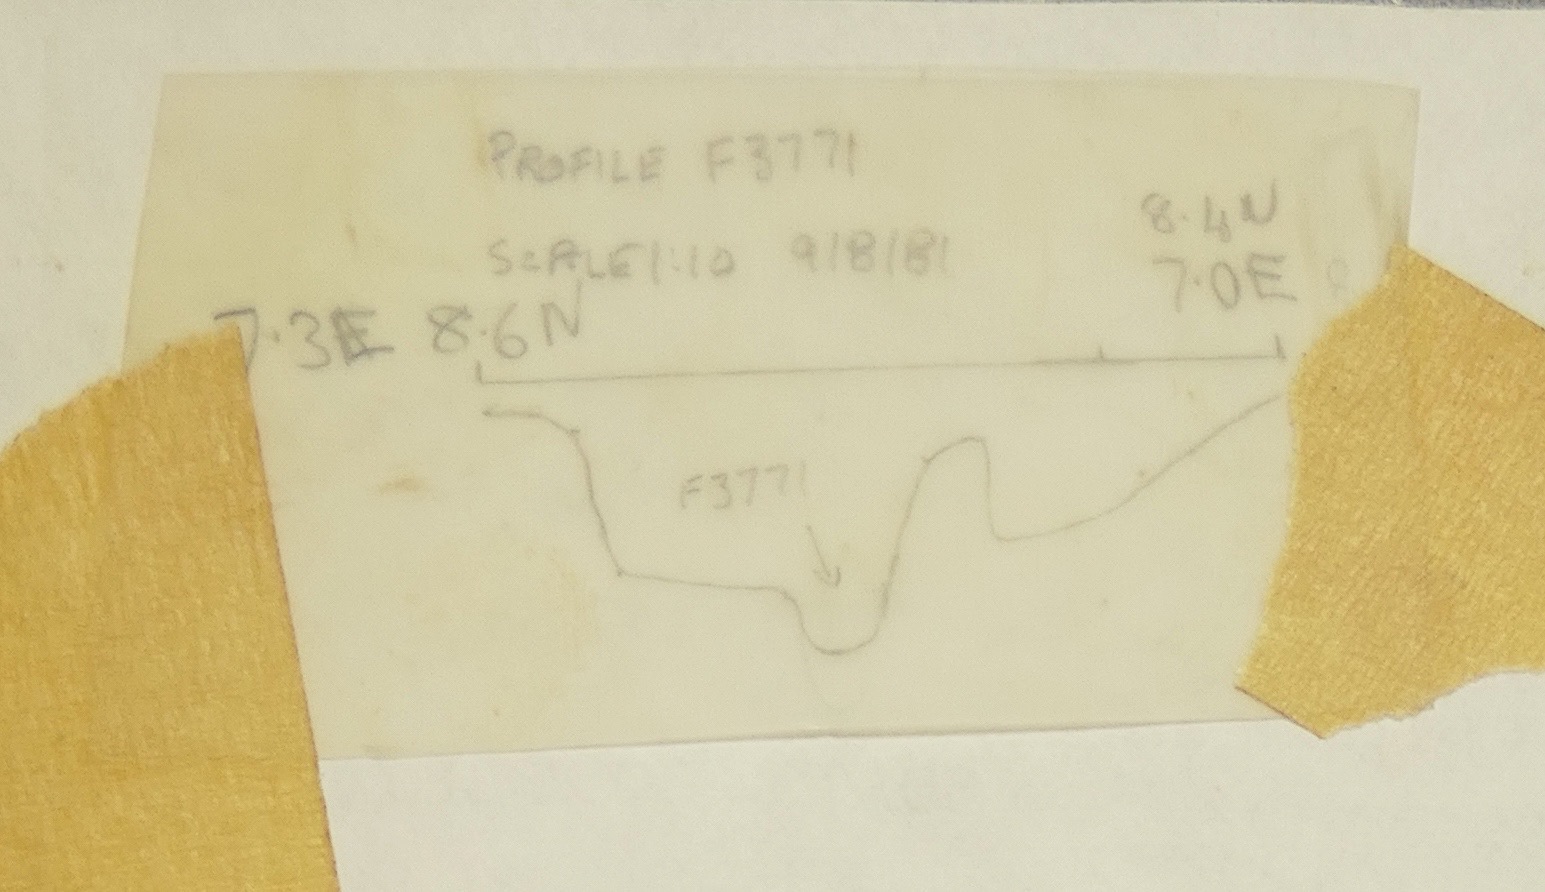 PROFILE F3771
SCALE 1:10 9/8/81
8.4N
7.0E
7.3E 8.6N
F3771